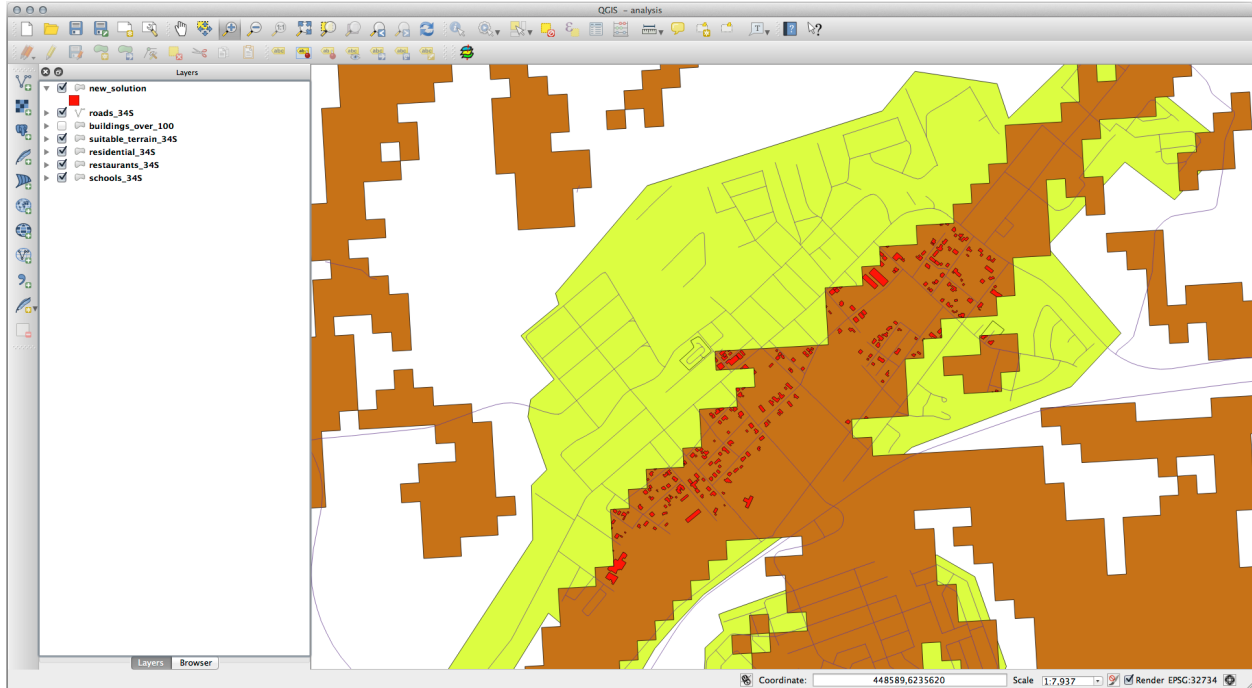 QGIS - analysis
Layers
new_solution
roads_34S
buildings_over_100
suitable_terrain_34S
residential_34S
restaurants_34S
schools_34S
Layers Browser
Coordinate: 448589,6235620 Scale 1:7,937 Render EPSG:32734